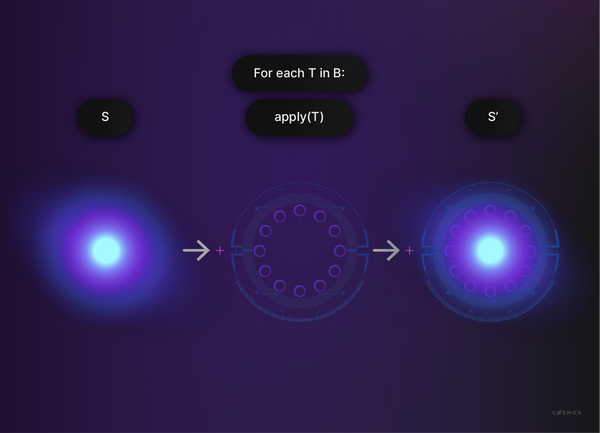 For each T in B:
S
apply(T)
S′
COSMOS